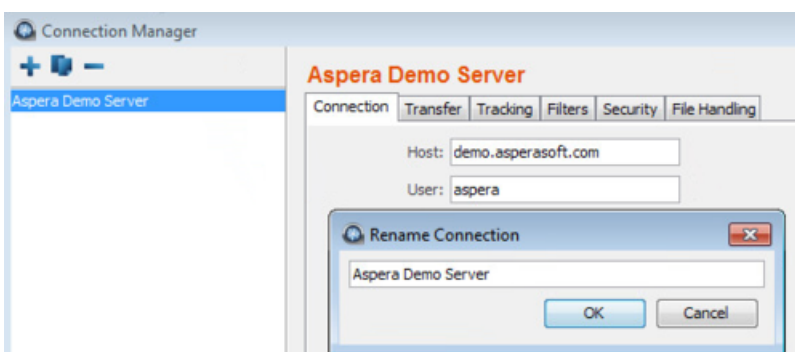 Connection Manager
Aspera Demo Server
Aspera Demo Server
Connection Transfer Tracking Filters Security File Handling
Host: demo.asperasoft.com
User: aspera
Rename Connection
Aspera Demo Server
OK Cancel